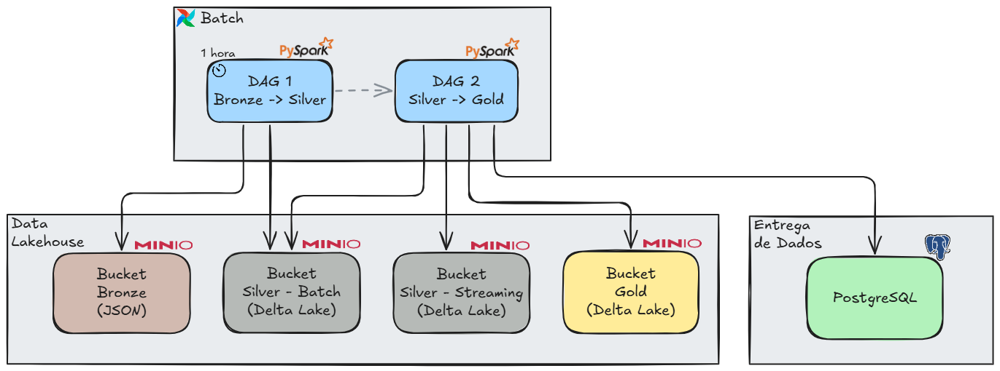 Batch
1 hora
PySpark
DAG 1
Bronze -> Silver
PySpark
DAG 2
Silver -> Gold
Data
Lakehouse
MINIO
Bucket
Bronze
(JSON)
MINIO
Bucket
Silver - Batch
(Delta Lake)
MINIO
Bucket
Silver - Streaming
(Delta Lake)
MINIO
Bucket
Gold
(Delta Lake)
Entrega
de Dados
PostgreSQL